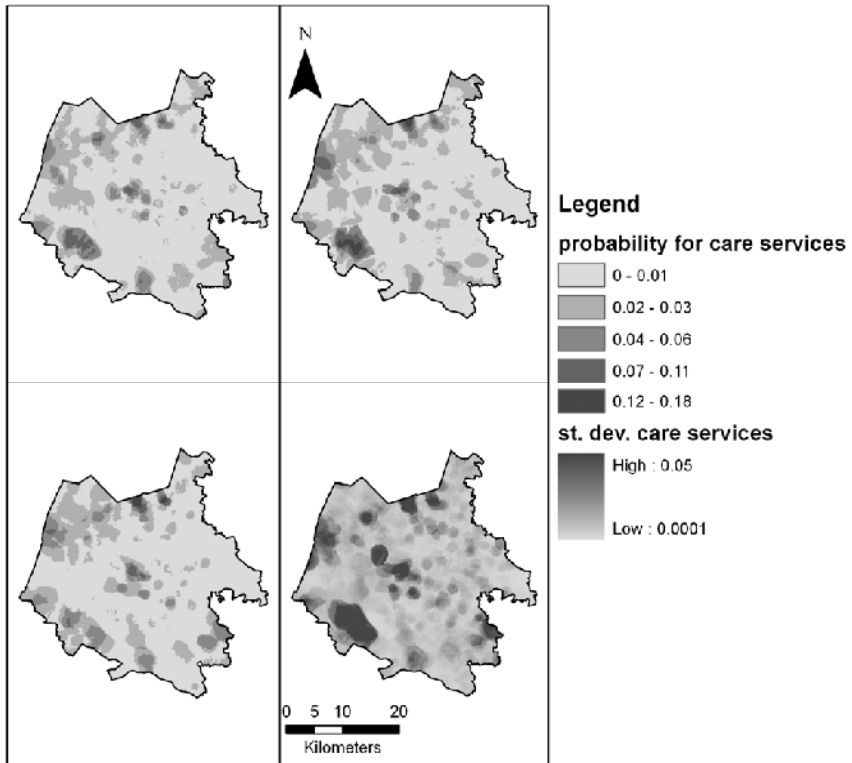 N
Legend
probability for care services
0 - 0.01
0.02 - 0.03
0.04 - 0.06
0.07 - 0.11
0.12 - 0.18
st. dev. care services
High : 0.05
Low : 0.0001
0 5 10 20
Kilometers